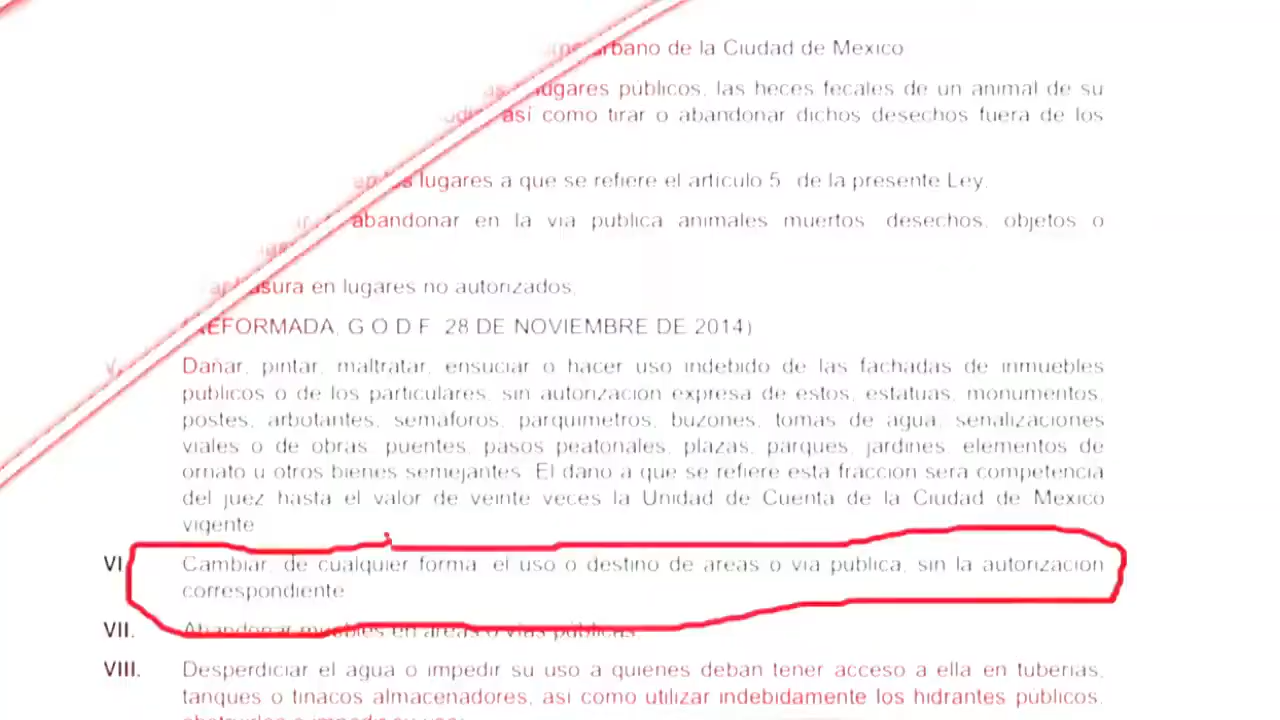 urbano de la Ciudad de Mexico
lugares publicos, las heces fecales de un animal de su
asi como tirar o abandonar dichos desechos fuera de los
lugares a que se refiere el articulo 5 de la presente Ley.
abandonar en la via publica animales muertos desechos, objetos o
basura en lugares no autorizados,
REFORMADA, G O D F 28 DE NOVIEMBRE DE 2014)
V. Dañar, pintar, maltratar, ensuciar o hacer uso indebido de las fachadas de inmuebles
publicos o de los particulares, sin autorizacion expresa de estos, estatuas, monumentos,
postes, arbotantes, semaforos, parquimetros, buzones, tomas de agua, senalizaciones
viales o de obras puentes, pasos peatonales, plazas, parques, jardines, elementos de
ornato u otros bienes semejantes. El dano a que se refiere esta fraccion sera competencia
del juez hasta el valor de veinte veces la Unidad de Cuenta de la Ciudad de Mexico
vigente
VI. Cambiar, de cualquier forma el uso o destino de areas o via publica, sin la autorizacion
correspondiente
VII. Abandonar muebles en areas o vias publicas
VIII. Desperdiciar el agua o impedir su uso a quienes deban tener acceso a ella en tuberias,
tanques o tinacos almacenadores, asi como utilizar indebidamente los hidrantes publicos,
obstruirlos o impedir su uso;